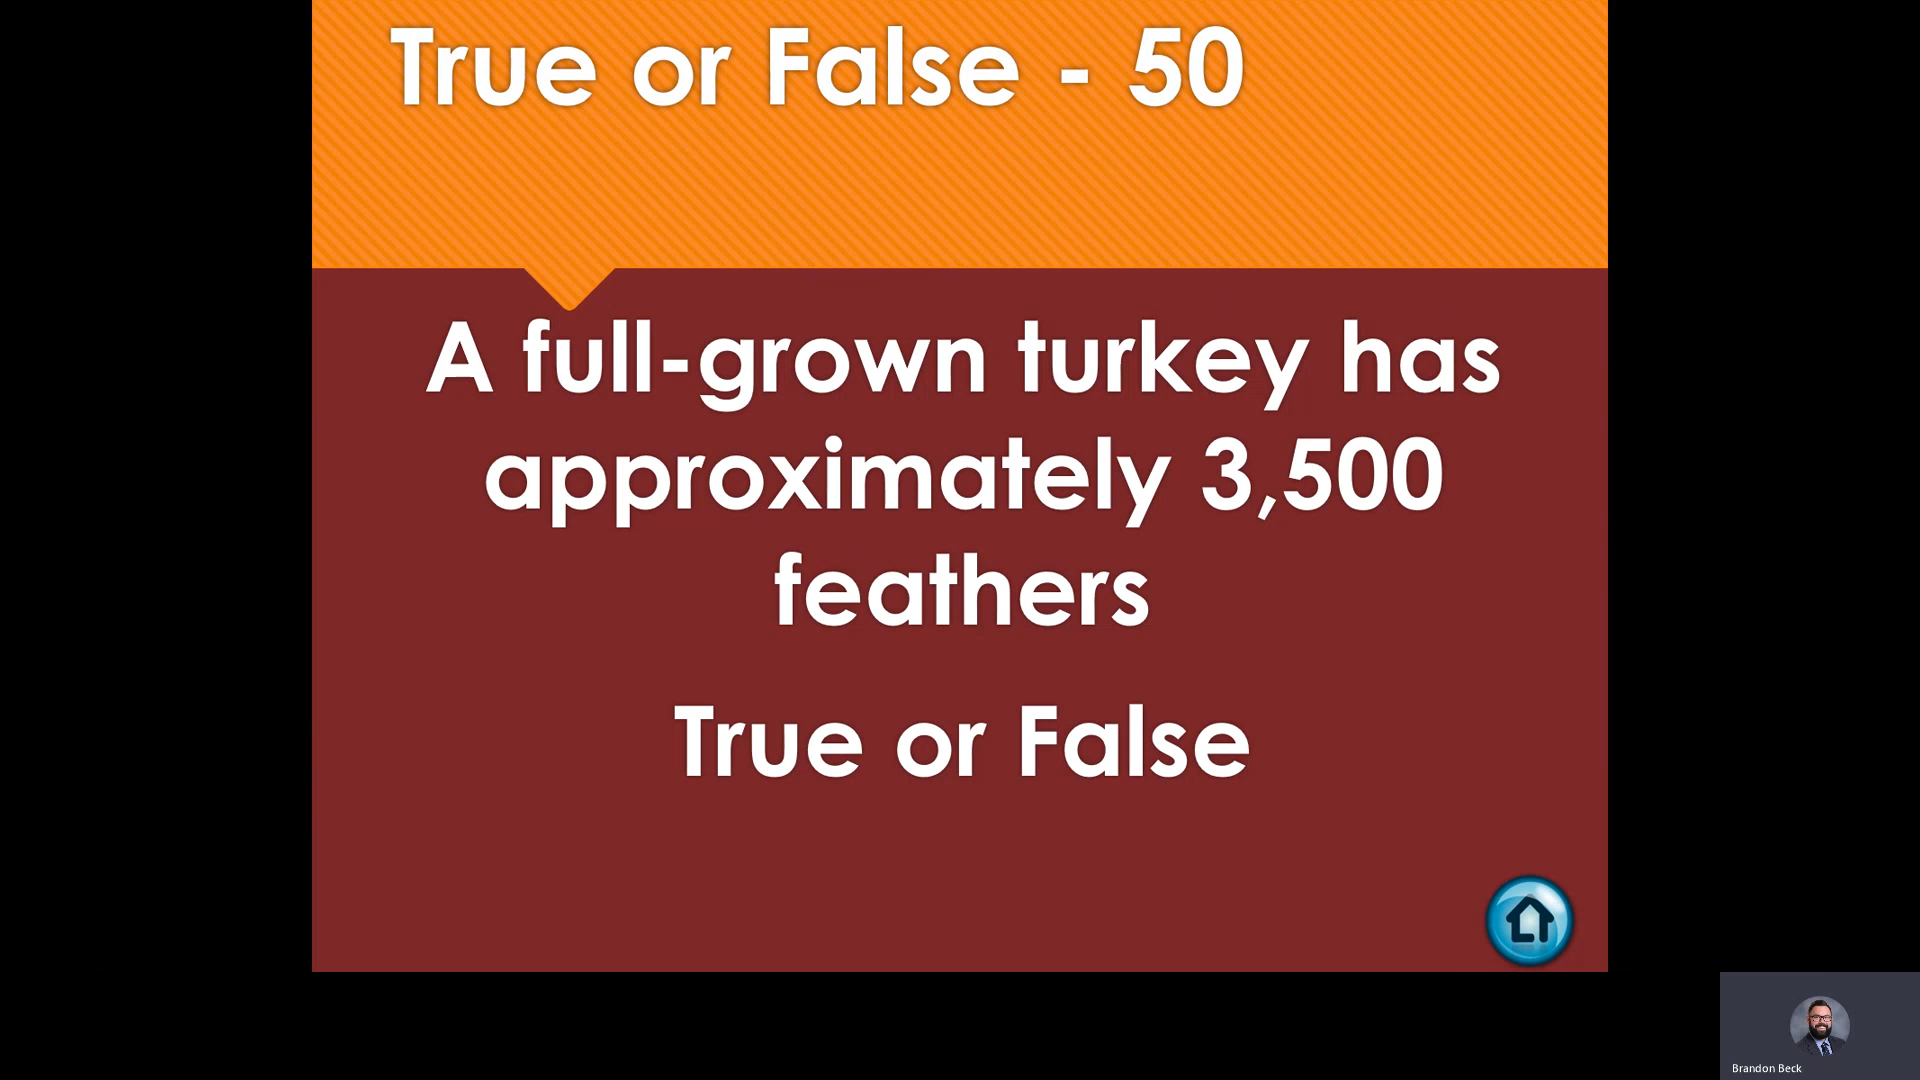 True or False - 50
A full-grown turkey has
approximately 3,500
feathers
True or False
Brandon Beck